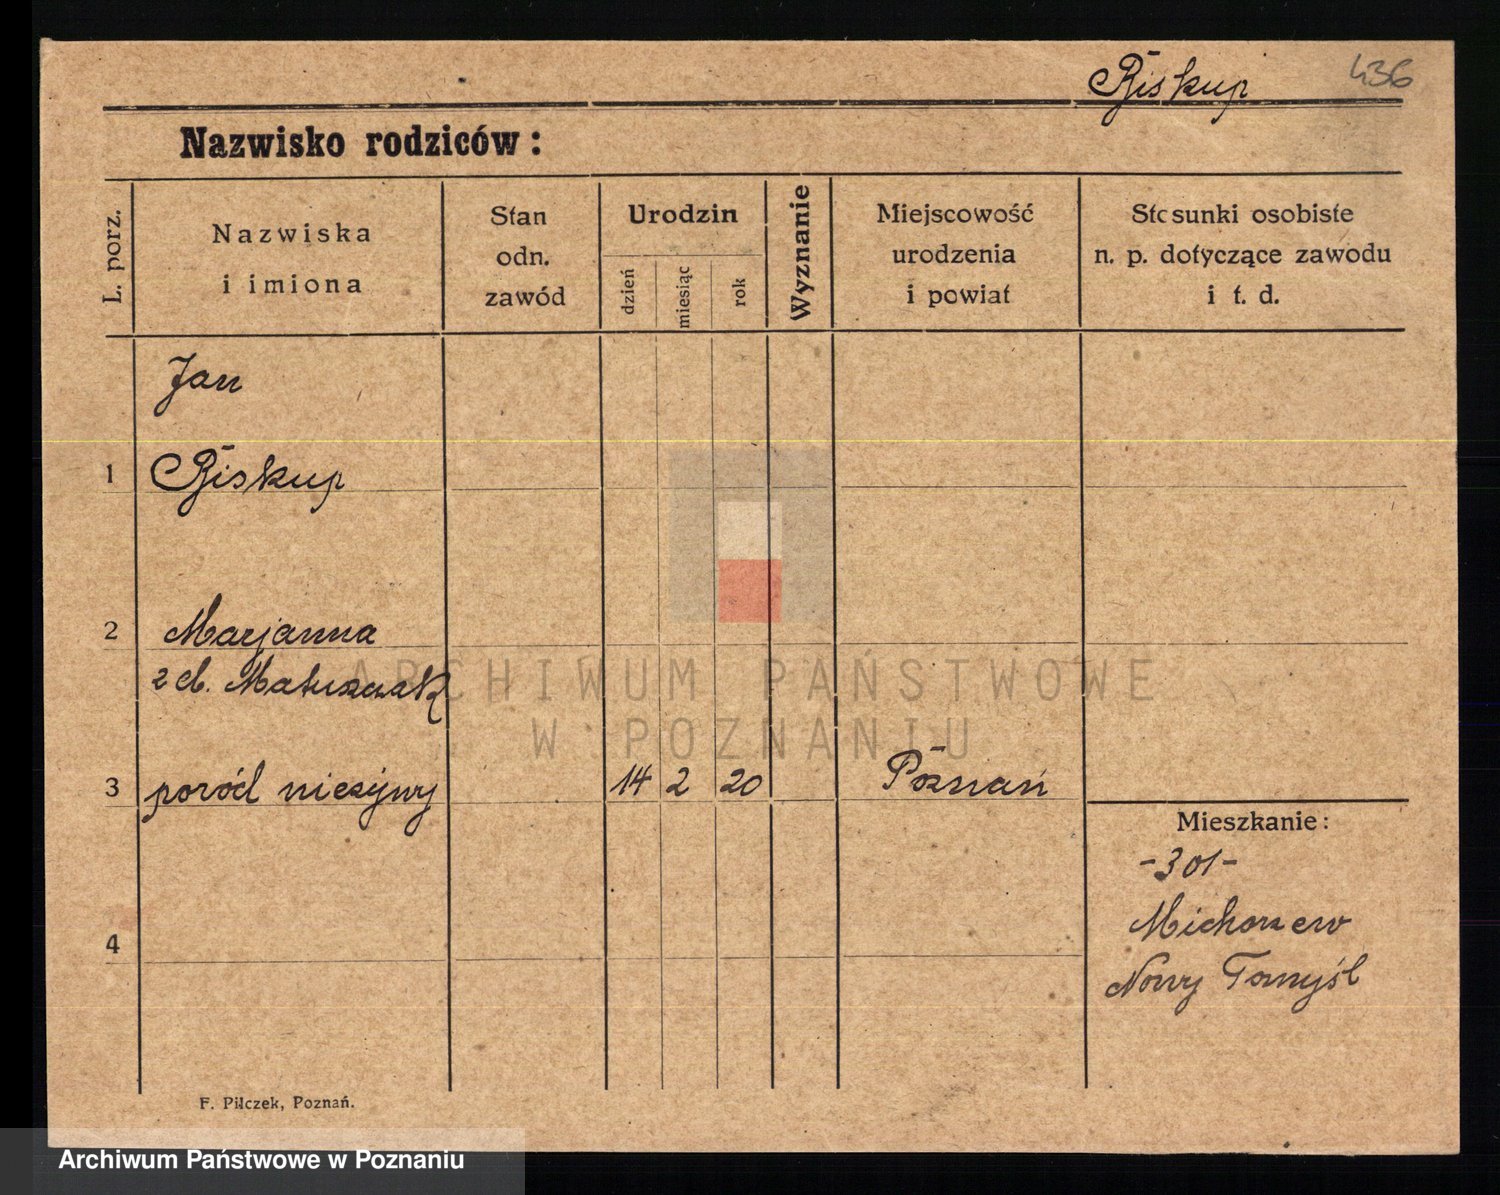 Biskup 436
Nazwisko rodziców:
L. porz.
Nazwiska
i imiona
Stan
odn.
zawód
Urodzin
dzień
miesiąc
rok
Wyznanie
Miejscowość
urodzenia
i powiat
Stosunki osobiste
n. p. dotyczące zawodu
i t. d.
Jan
1 Biskup
2 Marjanna
z d. Matuszczak
ARCHIWUM PAŃSTWOWE
W POZNANIU
3 poród nieżywy 14 2 20 Poznań
Mieszkanie:
-301-
Michorzew
Nowy Tomyśl
4
F. Pilczek, Poznań.
Archiwum Państwowe w Poznaniu